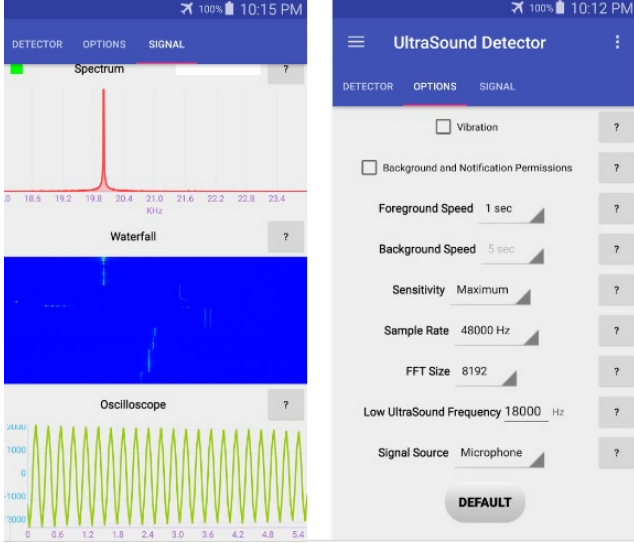 100% 10:15 PM
DETECTOR OPTIONS SIGNAL
Spectrum ?
.0 18.6 19.2 19.8 20.4 21.0 21.6 22.2 22.8 23.4
KHz
Waterfall ?
Oscilloscope ?
1000
0
-1000
0 0.6 1.2 1.8 2.4 3.0 3.6 4.2 4.8 5.4
100% 10:12 PM
UltraSound Detector
DETECTOR OPTIONS SIGNAL
Vibration ?
Background and Notification Permissions ?
Foreground Speed 1 sec ?
Background Speed 5 sec ?
Sensitivity Maximum ?
Sample Rate 48000 Hz ?
FFT Size 8192 ?
Low UltraSound Frequency 18000 Hz ?
Signal Source Microphone ?
DEFAULT